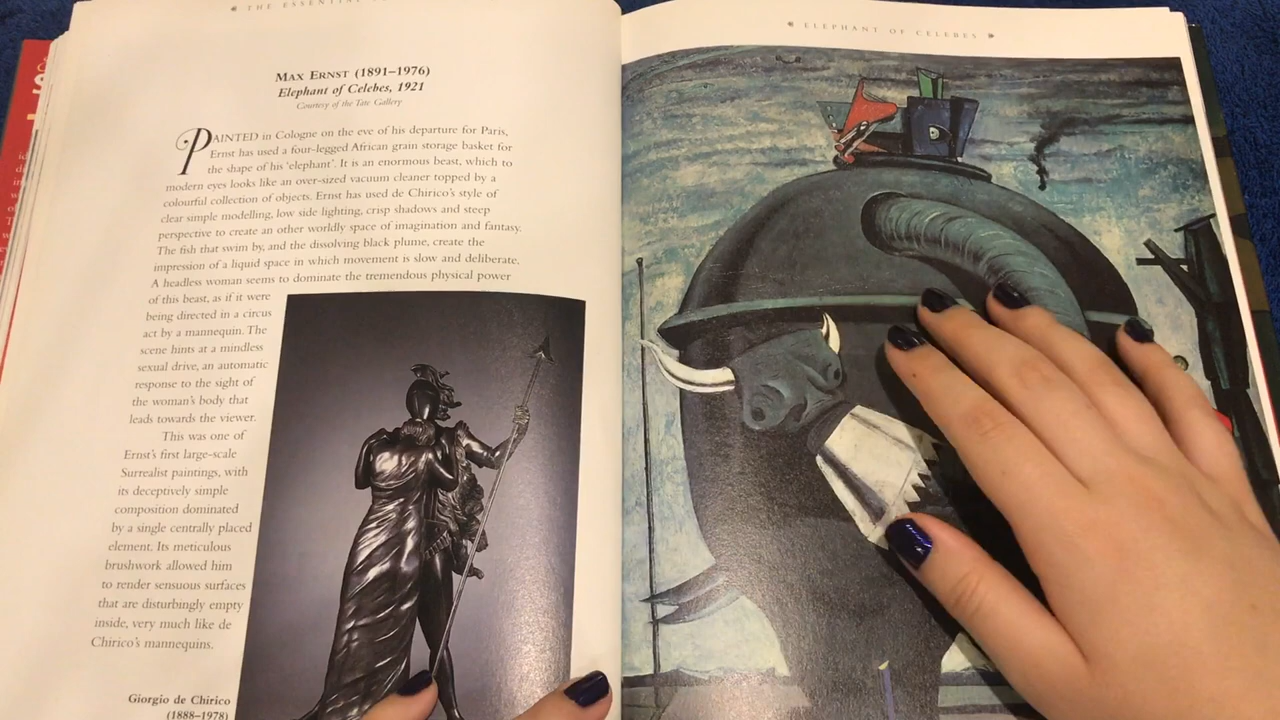 THE ESSENTIAL
ELEPHANT OF CELEBES
MAX ERNST (1891–1976)
Elephant of Celebes, 1921
Courtesy of the Tate Gallery
PAINTED in Cologne on the eve of his departure for Paris,
Ernst has used a four-legged African grain storage basket for
the shape of his ‘elephant’. It is an enormous beast, which to
modern eyes looks like an over-sized vacuum cleaner topped by a
colourful collection of objects. Ernst has used de Chirico’s style of
clear simple modelling, low side-lighting, crisp shadows and steep
perspective to create an other worldly space of imagination and fantasy.
The fish that swim by, and the dissolving black plume, create the
impression of a liquid space in which movement is slow and deliberate.
A headless woman seems to dominate the tremendous physical power
of this beast, as if it were
being directed in a circus
act by a mannequin. The
scene hints at a mindless
sexual drive, an automatic
response to the sight of
the woman’s body that
leads towards the viewer.
This was one of
Ernst’s first large-scale
Surrealist paintings, with
its deceptively simple
composition dominated
by a single centrally placed
element. Its meticulous
brushwork allowed him
to render sensuous surfaces
that are disturbingly empty
inside, very much like de
Chirico’s mannequins.
Giorgio de Chirico
(1888–1978)